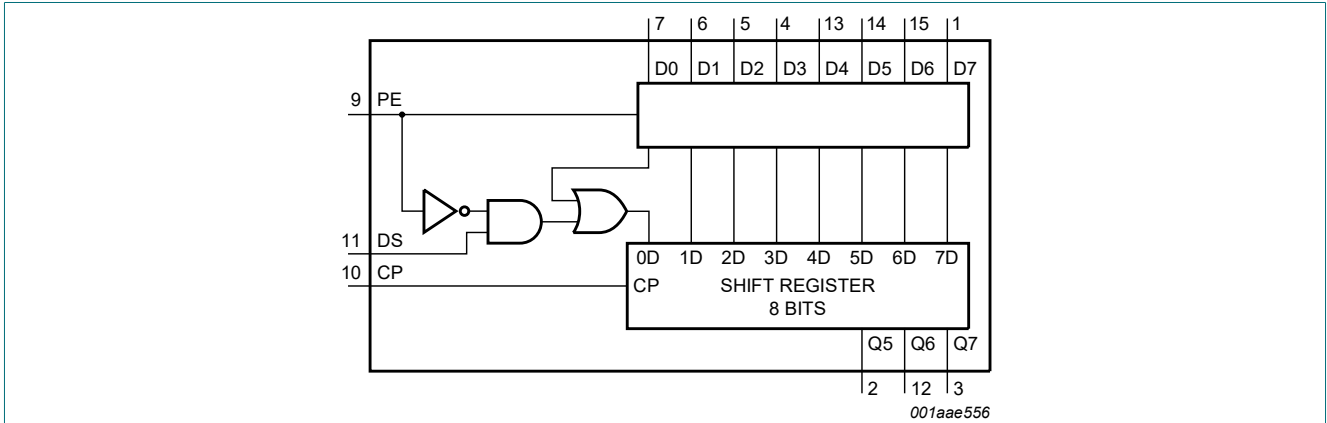 7 6 5 4 13 14 15 1
D0 D1 D2 D3 D4 D5 D6 D7
9 PE
11 DS
10 CP
0D 1D 2D 3D 4D 5D 6D 7D
CP SHIFT REGISTER
8 BITS
Q5 Q6 Q7
2 12 3
001aae556